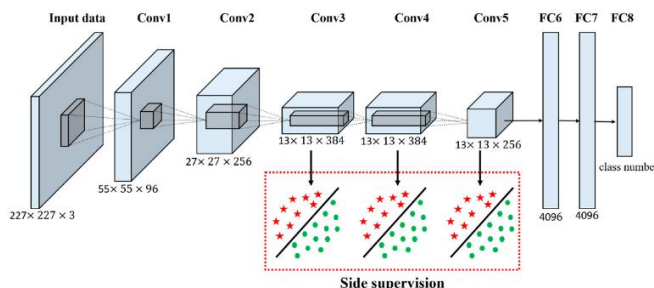 Input data Conv1 Conv2 Conv3 Conv4 Conv5 FC6 FC7 FC8
13× 13 × 384 13× 13 × 384 13× 13 × 256
27× 27 × 256
class number
55× 55 × 96
227× 227 × 3
4096 4096
Side supervision